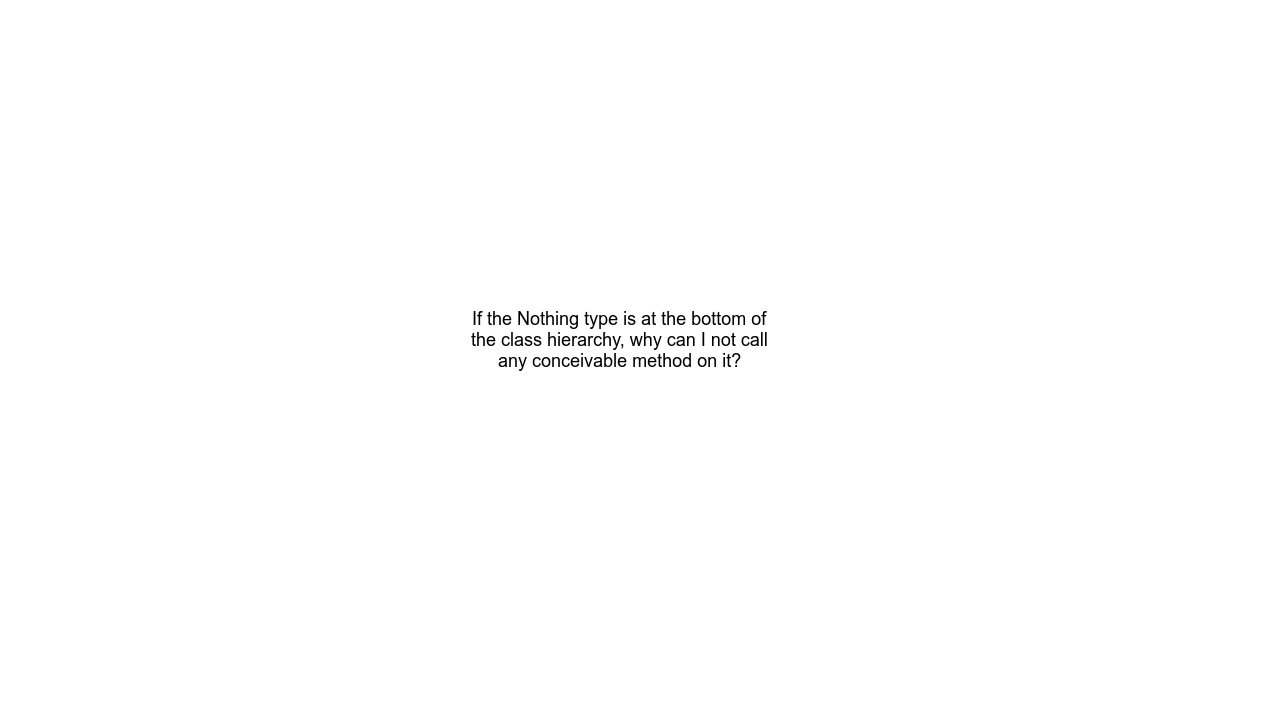 If the Nothing type is at the bottom of
the class hierarchy, why can I not call
any conceivable method on it?